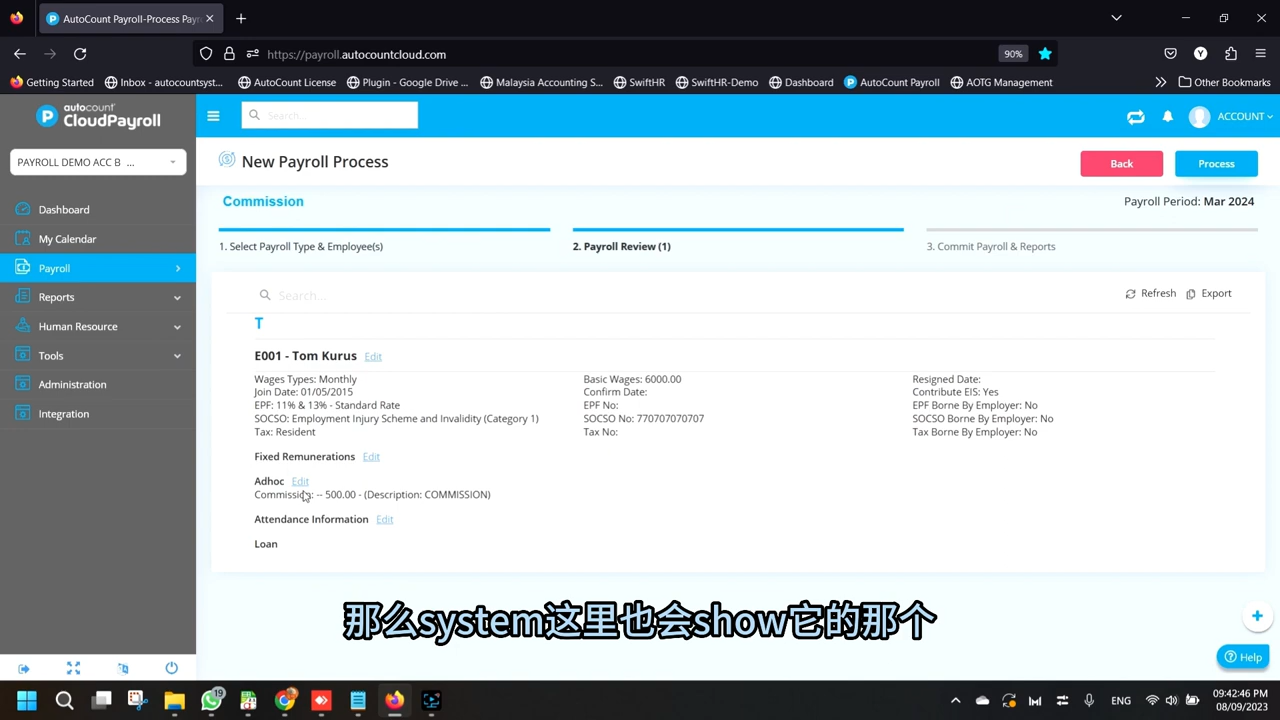 AutoCount Payroll-Process Payr
https://payroll.autocountcloud.com
90%
Getting Started
Inbox - autocountsyst...
AutoCount License
Plugin - Google Drive ...
Malaysia Accounting S...
SwiftHR
SwiftHR-Demo
Dashboard
AutoCount Payroll
AOTG Management
Other Bookmarks
autocount
CloudPayroll
Search...
ACCOUNT
PAYROLL DEMO ACC B ...
New Payroll Process
Back
Process
Commission
Payroll Period: Mar 2024
Dashboard
My Calendar
Payroll
Reports
Human Resource
Tools
Administration
Integration
1. Select Payroll Type & Employee(s)
2. Payroll Review (1)
3. Commit Payroll & Reports
Search...
Refresh
Export
T
E001 - Tom Kurus Edit
Wages Types: Monthly
Basic Wages: 6000.00
Resigned Date:
Join Date: 01/05/2015
Confirm Date:
Contribute EIS: Yes
EPF: 11% & 13% - Standard Rate
EPF No:
EPF Borne By Employer: No
SOCSO: Employment Injury Scheme and Invalidity (Category 1)
SOCSO No: 770707070707
SOCSO Borne By Employer: No
Tax: Resident
Tax No:
Tax Borne By Employer: No
Fixed Remunerations Edit
Adhoc Edit
Commission: -- 500.00 - (Description: COMMISSION)
Attendance Information Edit
Loan
那么system这里也会show它的那个
Help
19
ENG
09:42:46 PM
08/09/2023